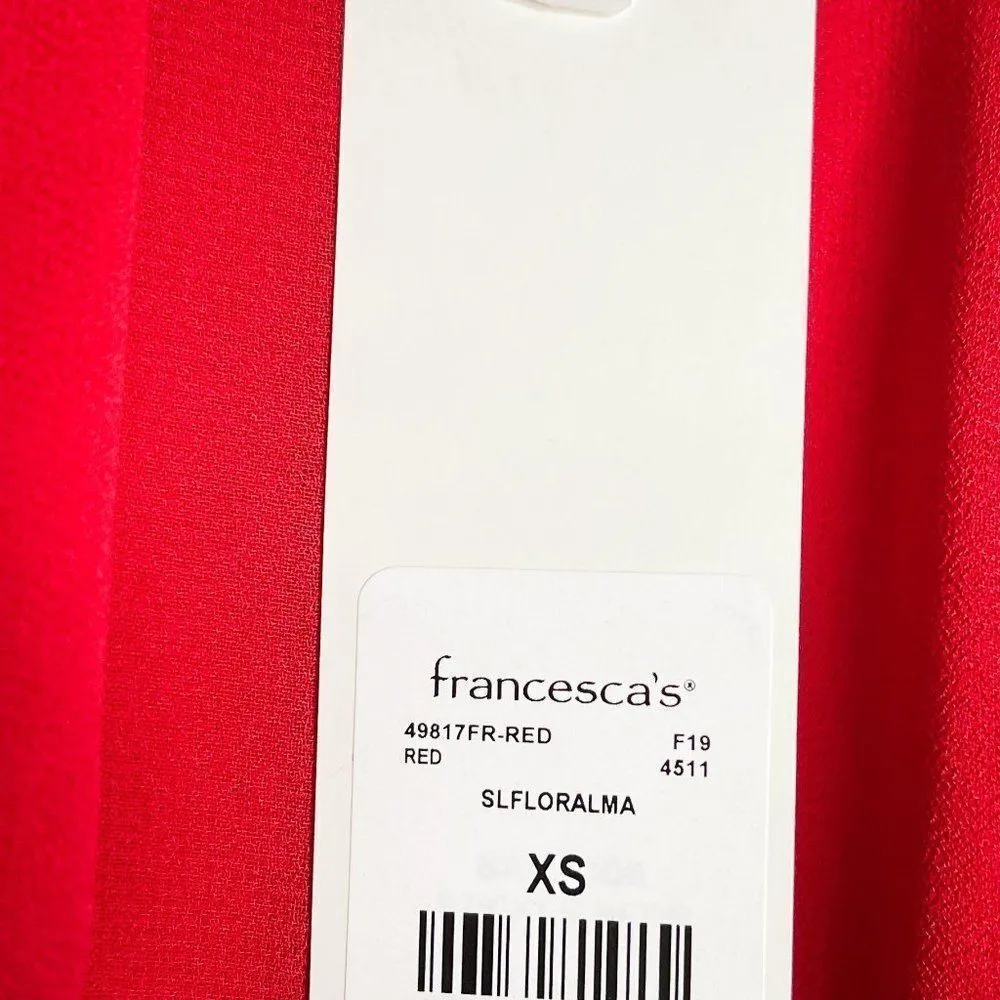 francesca's®
49817FR-RED F19
RED 4511
SLFLORALMA
XS